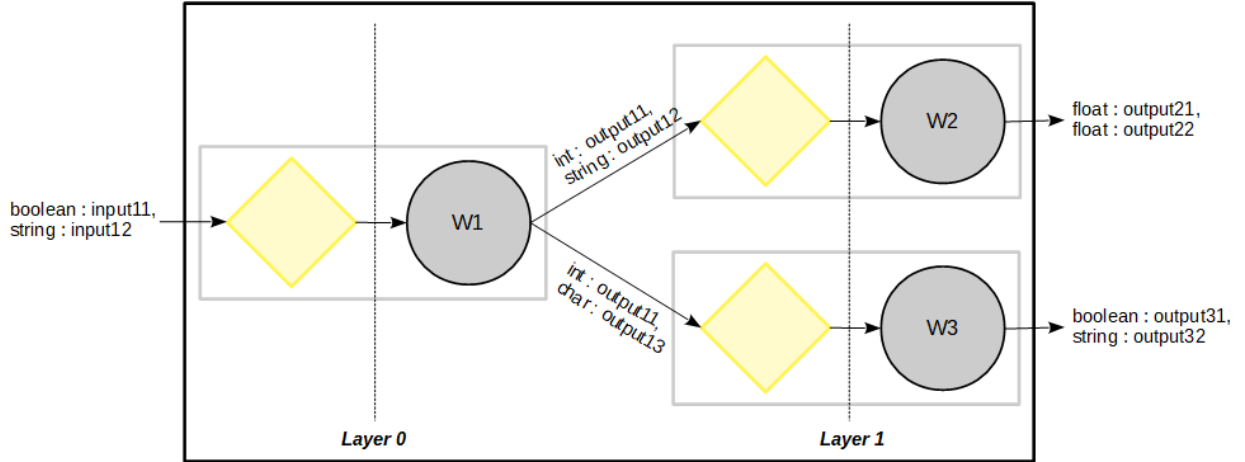 boolean : input11,
string : input12
W1
int : output11,
string : output12
int : output11,
char : output13
W2
float : output21,
float : output22
W3
boolean : output31,
string : output32
Layer 0
Layer 1